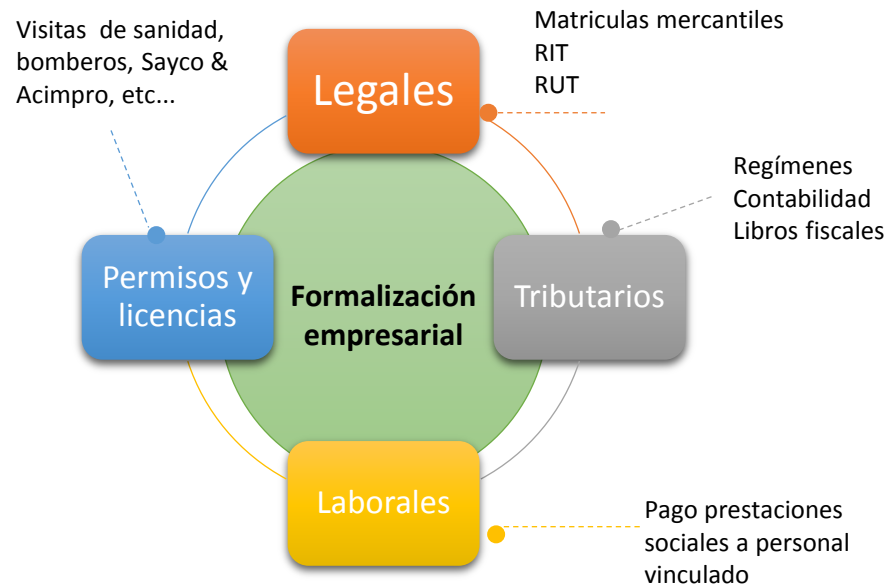 Visitas de sanidad,
bomberos, Sayco &
Acimpro, etc...
Legales
Matriculas mercantiles
RIT
RUT
Regímenes
Contabilidad
Libros fiscales
Permisos y
licencias
Formalización
empresarial
Tributarios
Laborales
Pago prestaciones
sociales a personal
vinculado